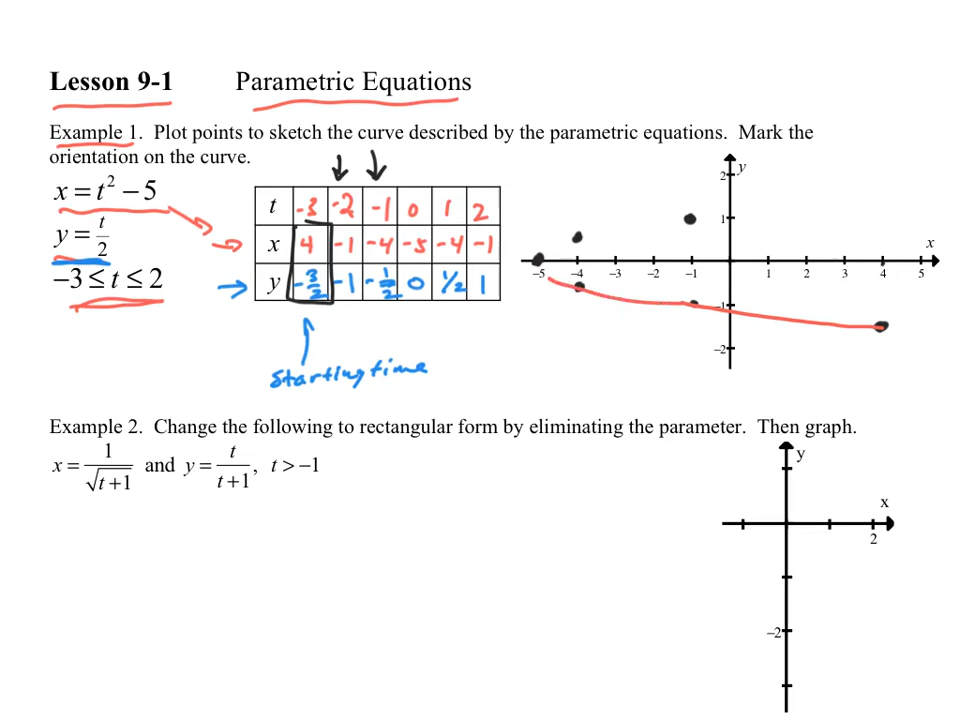 Lesson 9-1 Parametric Equations
Example 1. Plot points to sketch the curve described by the parametric equations. Mark the
orientation on the curve.
x = t² − 5
y = t/2
−3 ≤ t ≤ 2
t -3 -2 -1 0 1 2
x 4 -1 -4 -5 -4 -1
y -3/2 -1 -1/2 0 1/2 1
starting time
y
2
1
x
−5 −4 −3 −2 −1 1 2 3 4 5
−1
−2
Example 2. Change the following to rectangular form by eliminating the parameter. Then graph.
x = 1/√(t+1) and y = t/(t+1), t > −1
y
x
2
−2